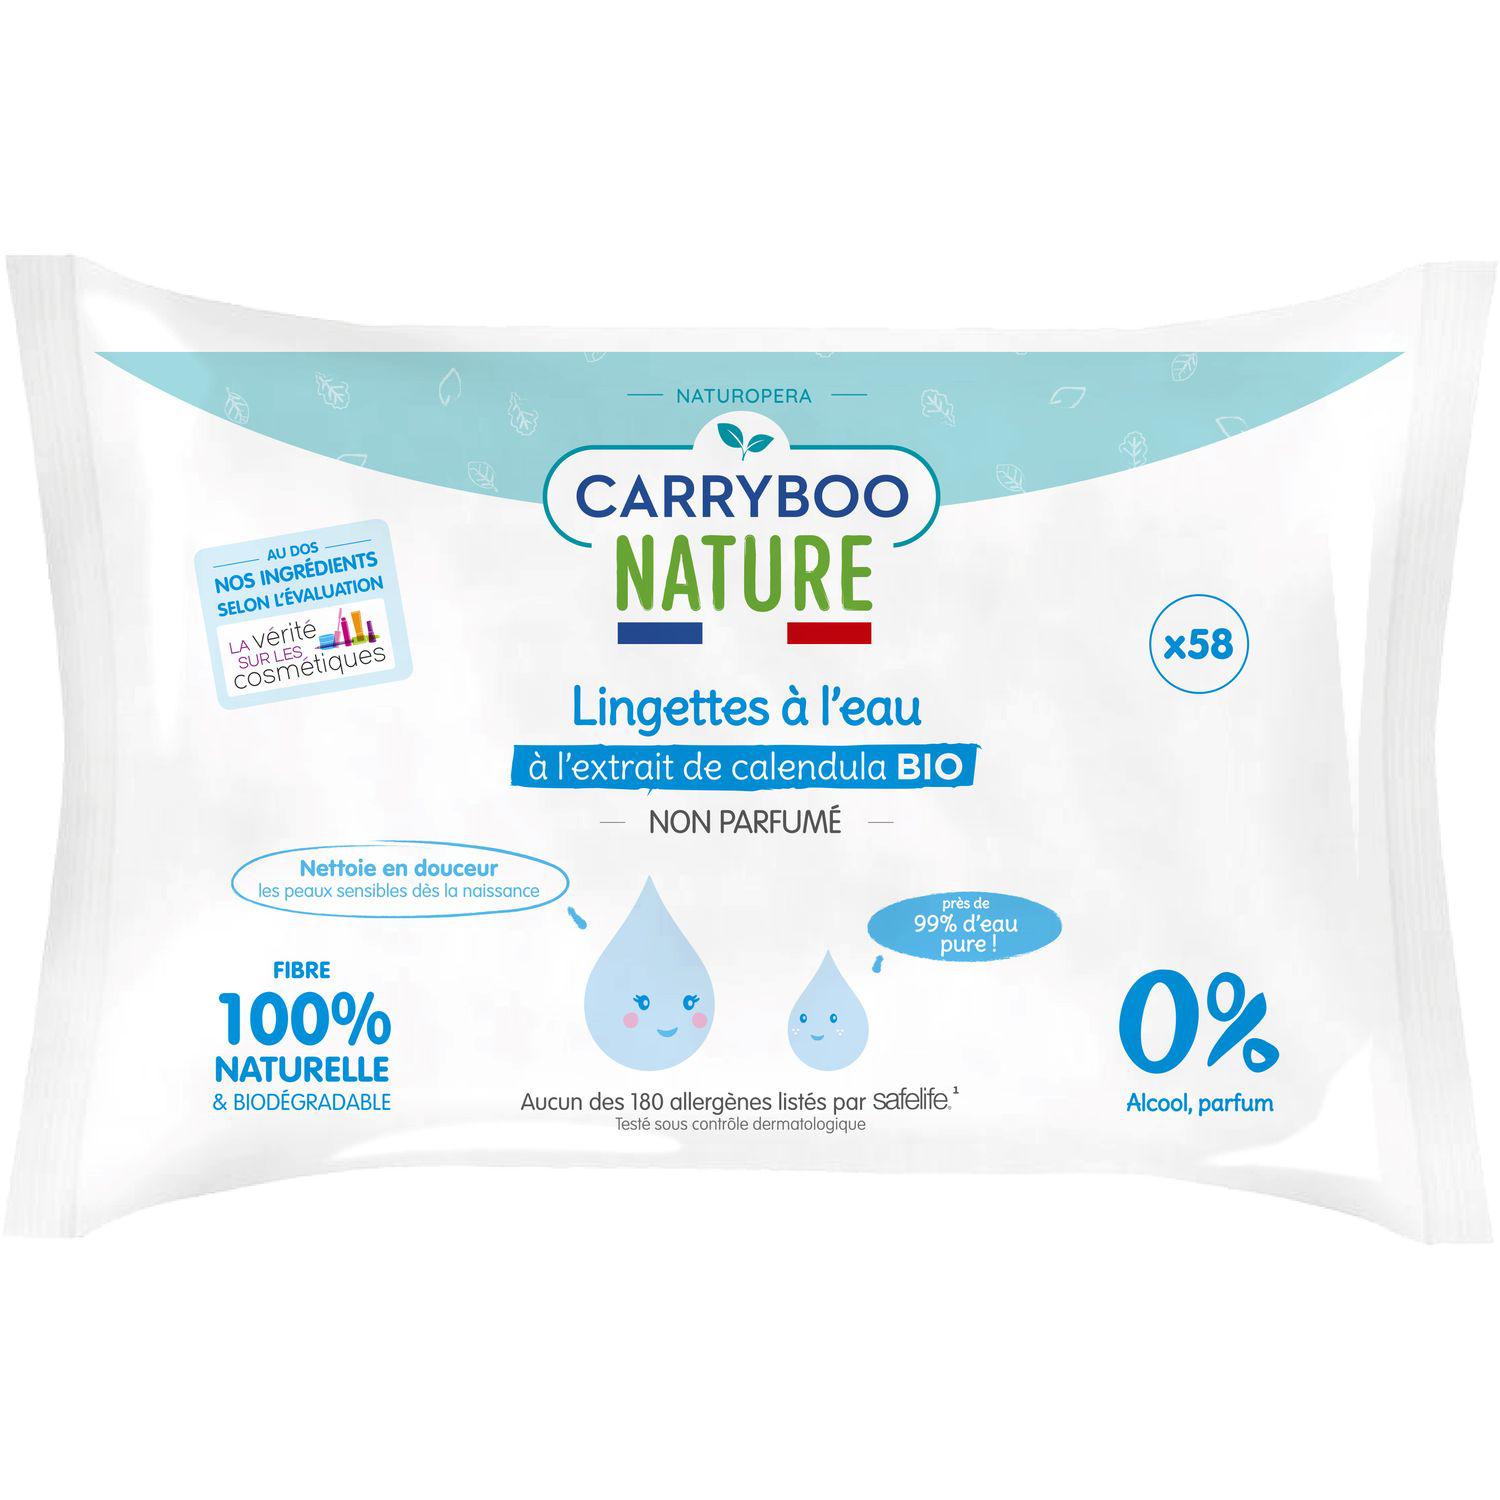 NATUROPERA
CARRYBOO
NATURE
AU DOS
NOS INGRÉDIENTS
SELON L'ÉVALUATION
LA vérité
SUR LES
cosmétiques
x58
Lingettes à l'eau
à l'extrait de calendula BIO
NON PARFUMÉ
Nettoie en douceur
les peaux sensibles dès la naissance
près de
99% d'eau
pure !
FIBRE
100%
NATURELLE
& BIODÉGRADABLE
0%
Alcool, parfum
Aucun des 180 allergènes listés par safelife.¹
Testé sous contrôle dermatologique